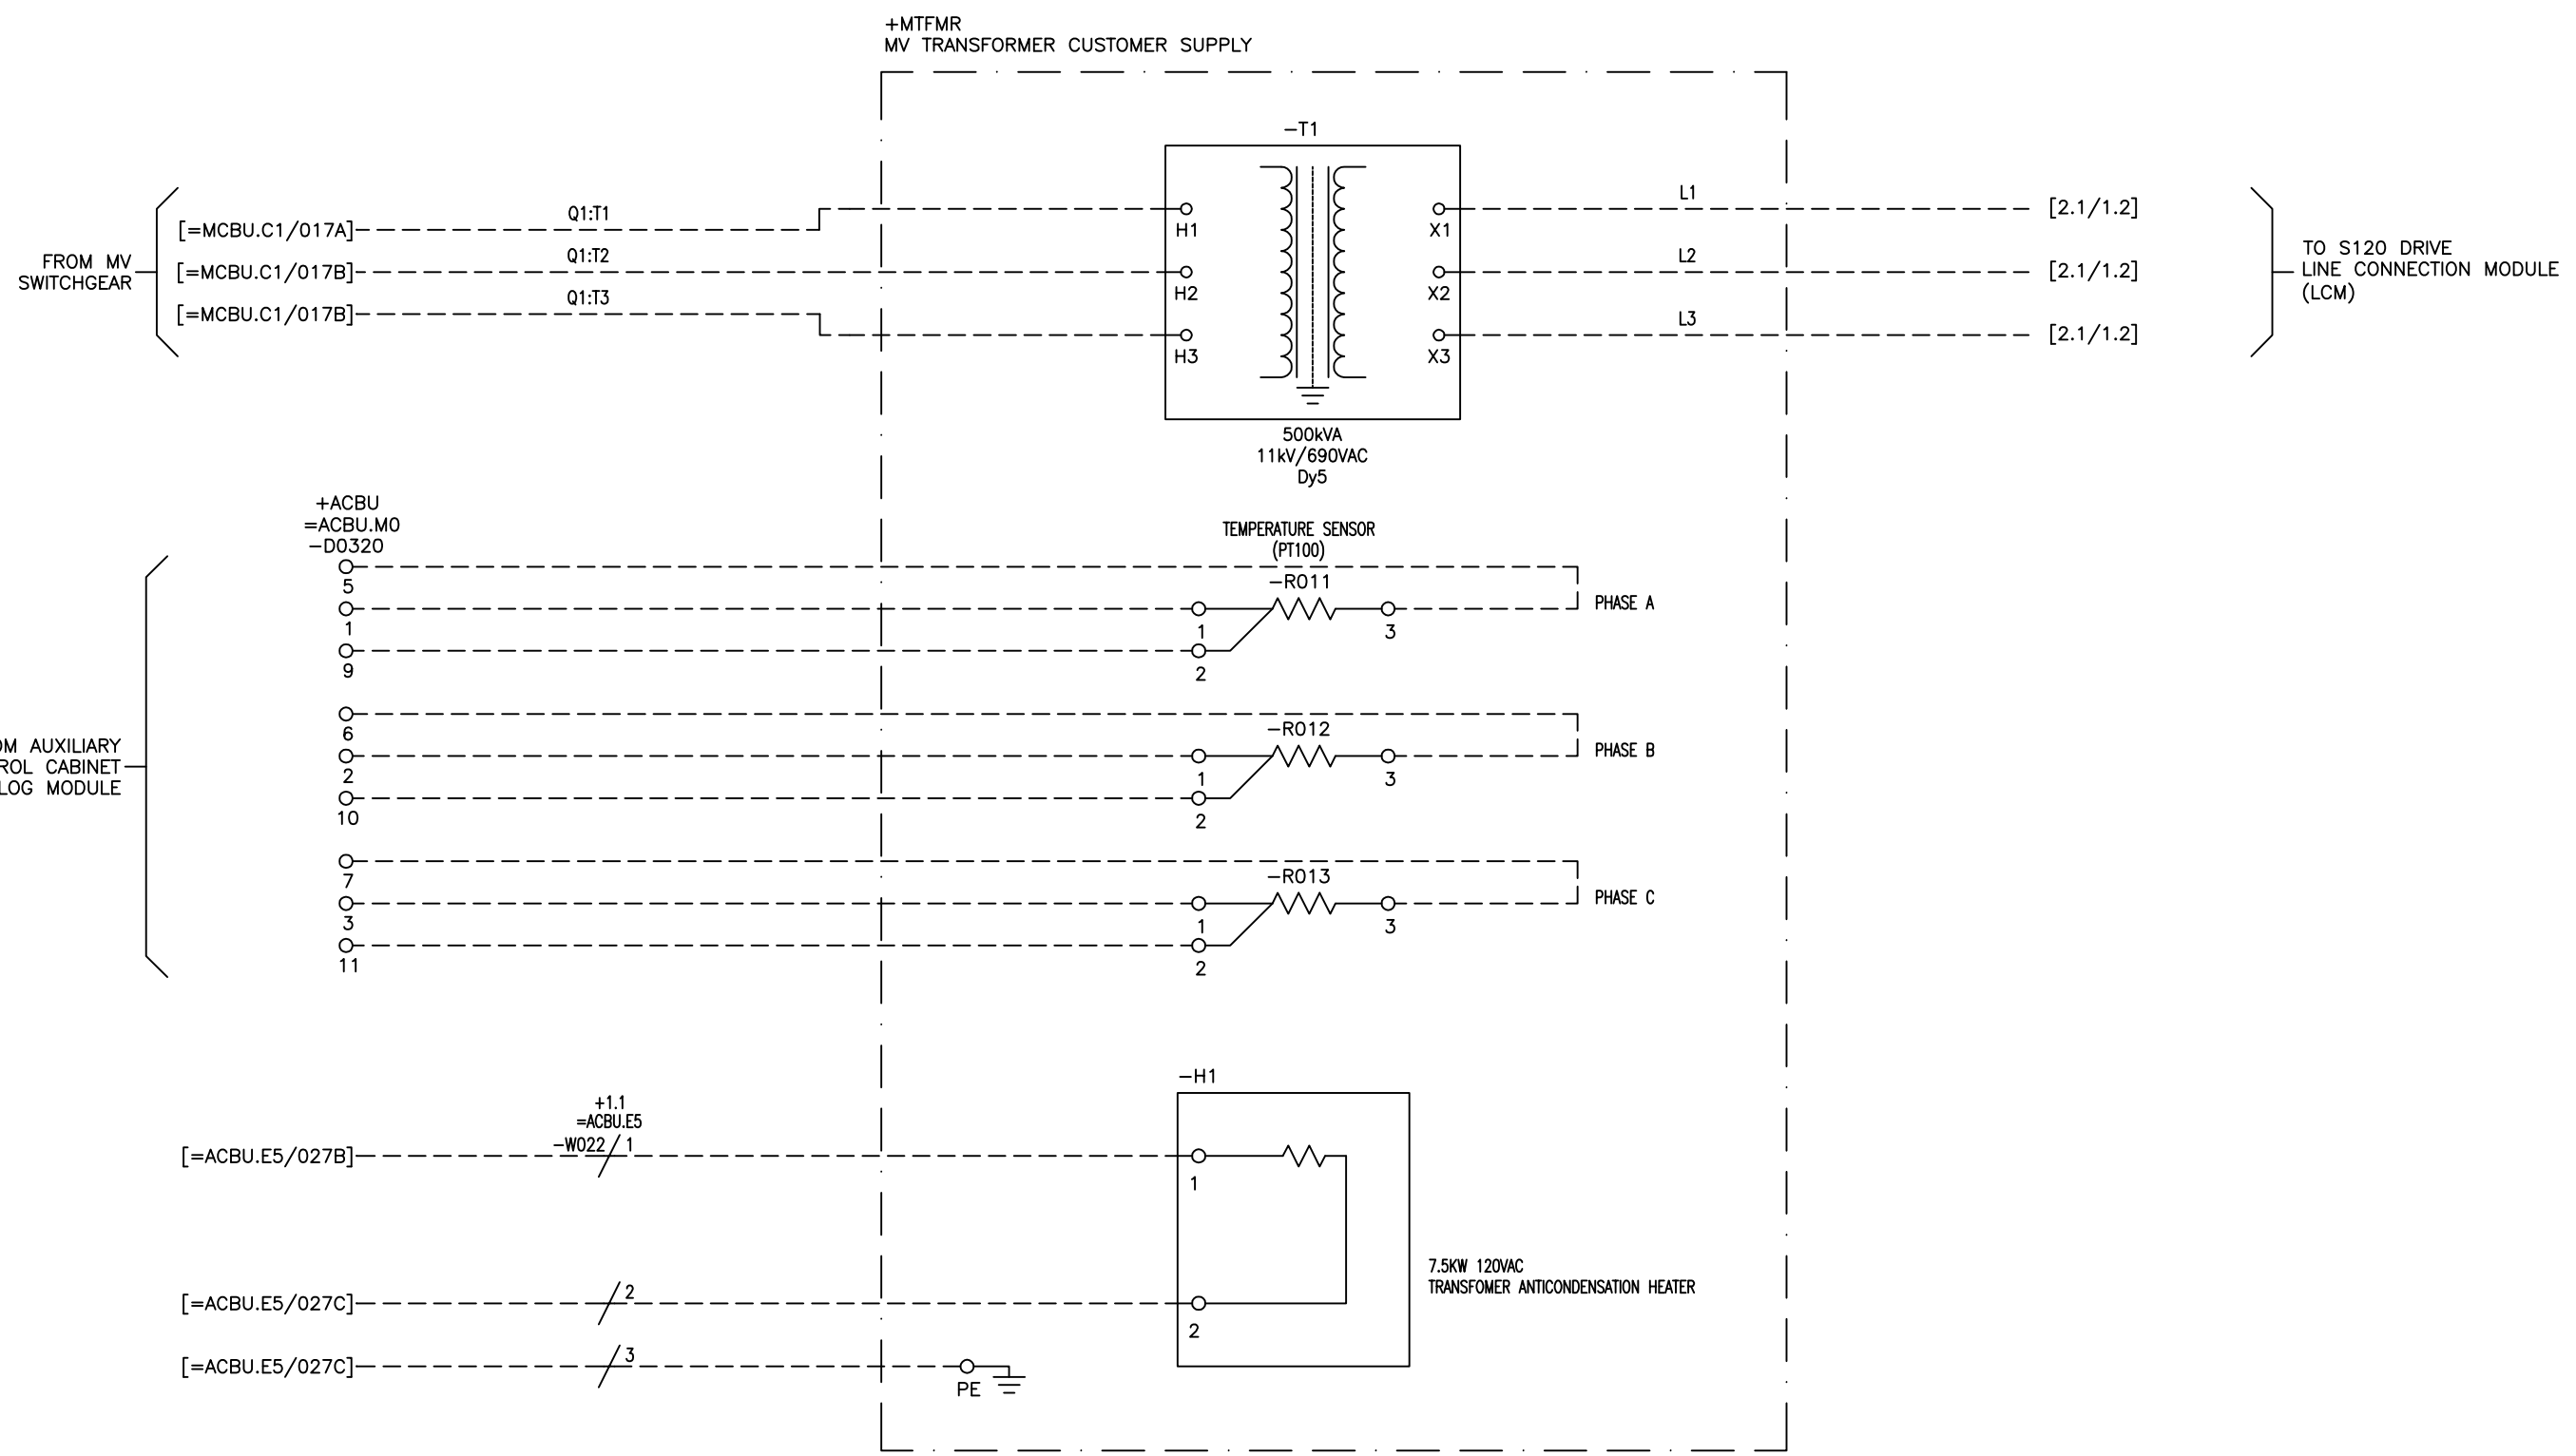 +MTFMR
MV TRANSFORMER CUSTOMER SUPPLY
-T1
FROM MV
SWITCHGEAR
[=MCBU.C1/017A]
Q1:T1
H1
X1
L1
[2.1/1.2]
[=MCBU.C1/017B]
Q1:T2
H2
X2
L2
[2.1/1.2]
[=MCBU.C1/017B]
Q1:T3
H3
X3
L3
[2.1/1.2]
TO S120 DRIVE
LINE CONNECTION MODULE
(LCM)
500kVA
11kV/690VAC
Dy5
+ACBU
=ACBU.M0
-D0320
TEMPERATURE SENSOR
(PT100)
5
-R011
1
1
3
PHASE A
9
2
6
-R012
2
1
3
PHASE B
10
2
AUXILIARY
CABINET
MODULE
7
-R013
3
1
3
PHASE C
11
2
-H1
+1.1
=ACBU.E5
-W022
1
[=ACBU.E5/027B]
1
7.5KW 120VAC
TRANSFOMER ANTICONDENSATION HEATER
[=ACBU.E5/027C]
2
2
[=ACBU.E5/027C]
3
PE